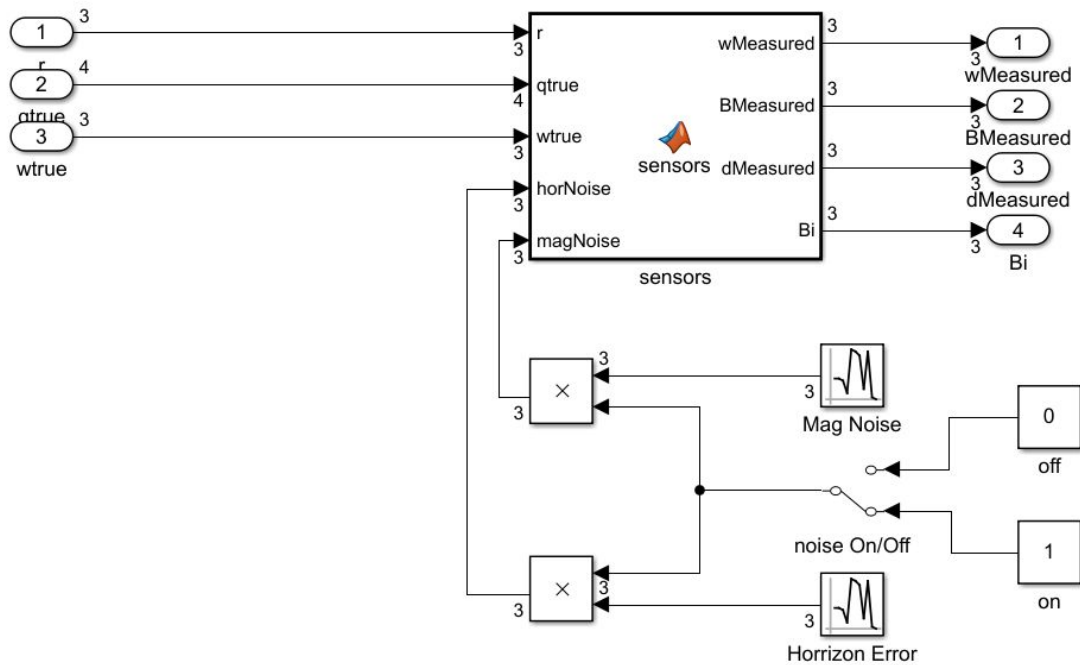 1
3
r
2
4
qtrue
3
3
wtrue
3
r
4
qtrue
3
wtrue
3
horNoise
3
magNoise
sensors
sensors
wMeasured
3
BMeasured
3
dMeasured
3
Bi
3
3
1
wMeasured
3
2
BMeasured
3
3
dMeasured
3
4
Bi
×
3
3
3
Mag Noise
0
off
noise On/Off
1
on
×
3
3
3
Horrizon Error